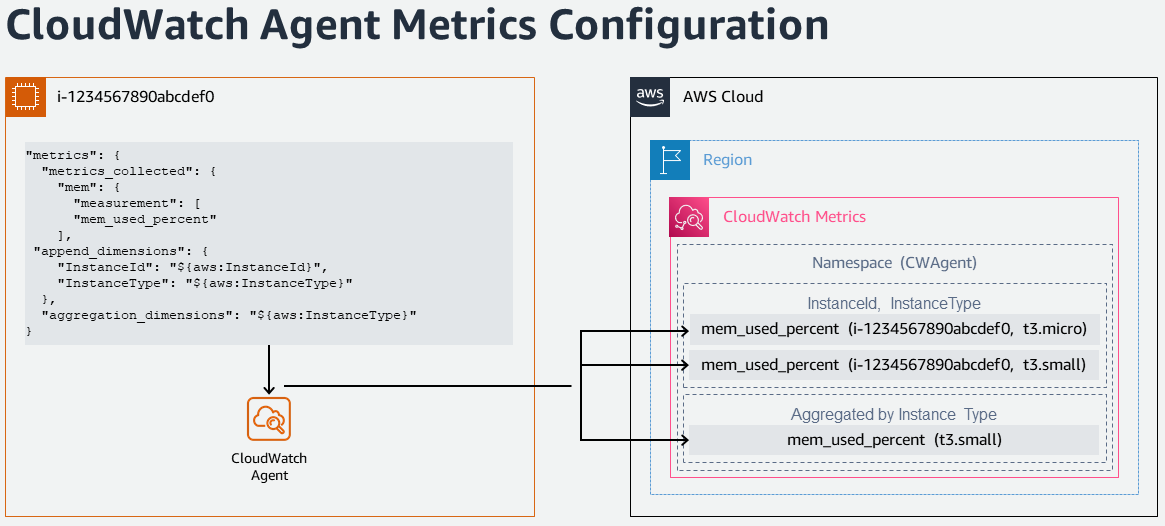 CloudWatch Agent Metrics Configuration
i-1234567890abcdef0
"metrics": {
  "metrics_collected": {
    "mem": {
      "measurement": [
      "mem_used_percent"
    ],
 "append_dimensions": {
    "InstanceId": "${aws:InstanceId}",
    "InstanceType": "${aws:InstanceType}"
  },
  "aggregation_dimensions": "${aws:InstanceType}"
}
CloudWatch
Agent
aws
AWS Cloud
Region
CloudWatch Metrics
Namespace (CWAgent)
InstanceId, InstanceType
mem_used_percent (i-1234567890abcdef0, t3.micro)
mem_used_percent (i-1234567890abcdef0, t3.small)
Aggregated by Instance Type
mem_used_percent (t3.small)